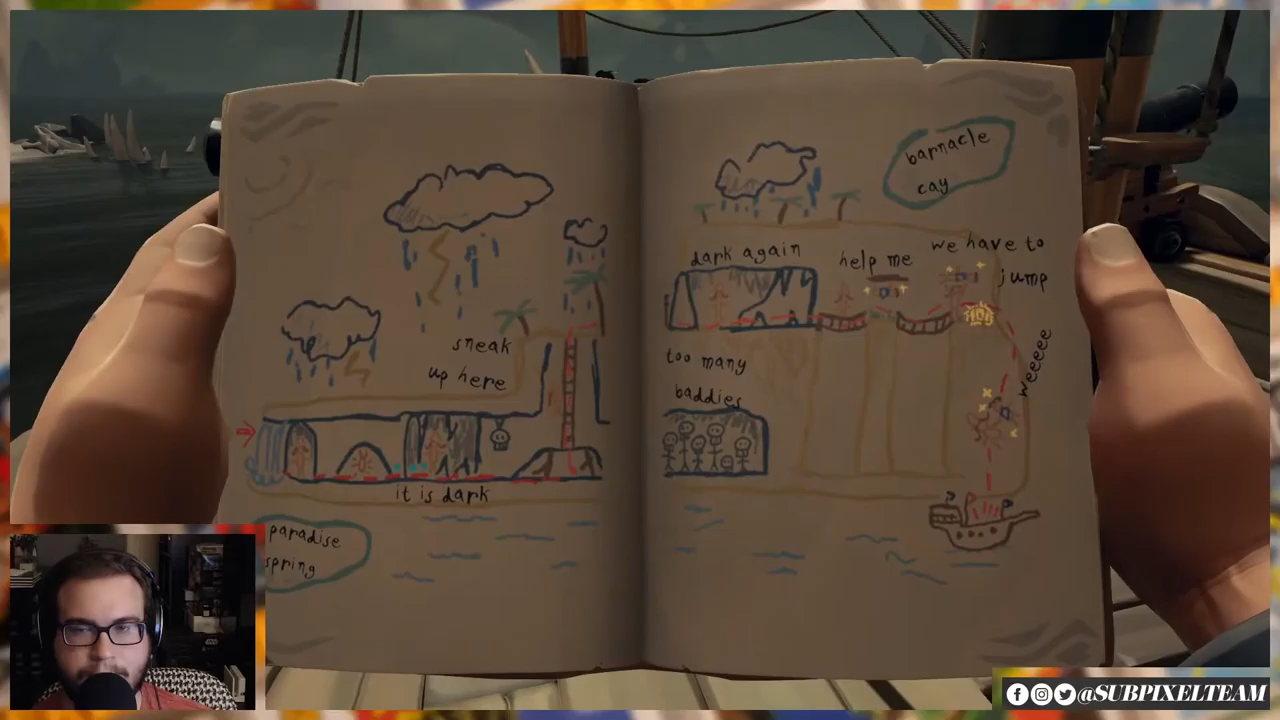 sneak
up here
it is dark
paradise
spring
barnacle
cay
dark again
help me
we have to
jump
too many
baddies
weeeee
@SUBPIXELTEAM